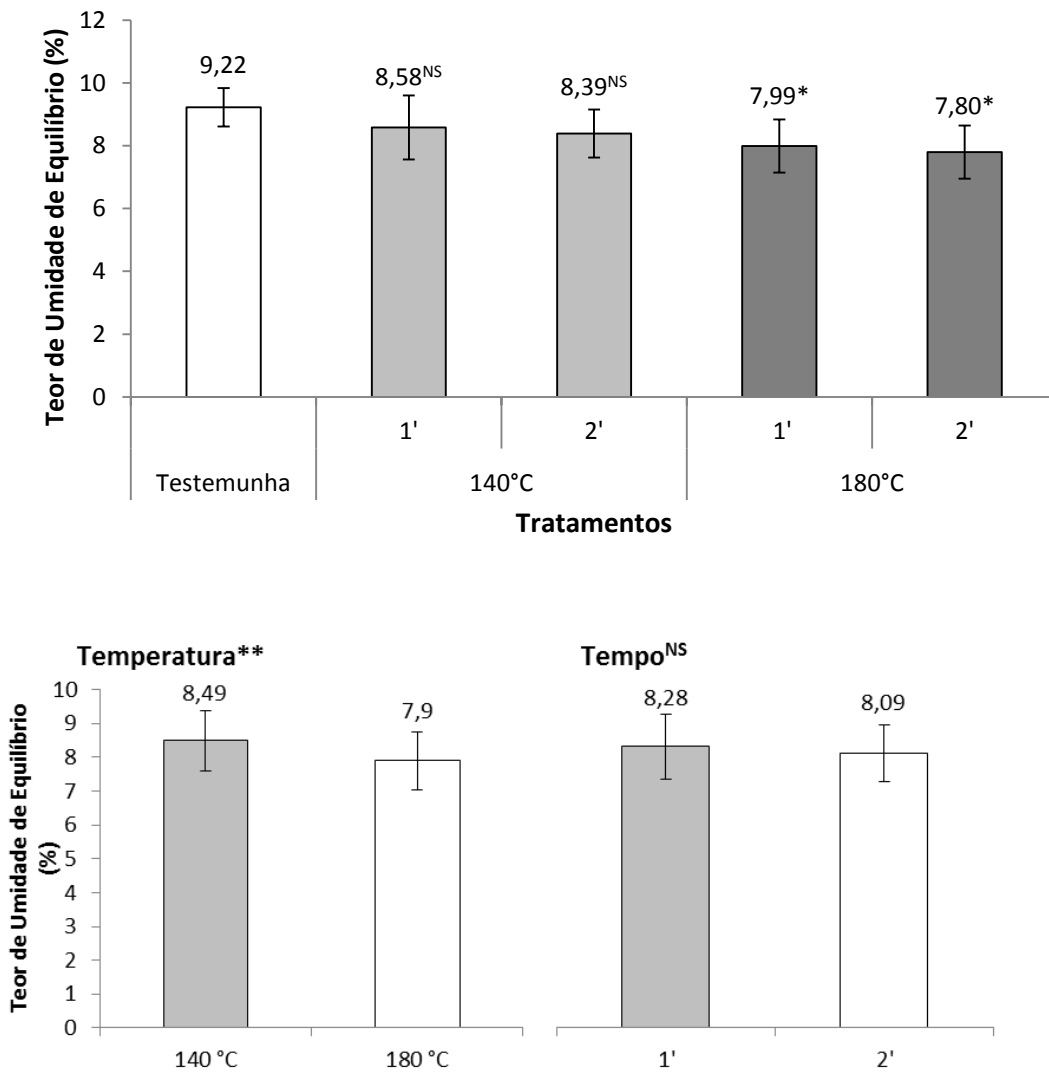 Teor de Umidade de Equilíbrio (%)
12
10
8
6
4
2
0
9,22
8,58NS
8,39NS
7,99*
7,80*
1'
2'
1'
2'
Testemunha
140°C
180°C
Tratamentos
Temperatura**
Teor de Umidade de Equilíbrio
(%)
10
9
8
7
6
5
4
3
2
1
0
8,49
7,9
140 °C
180 °C
TempoNS
8,28
8,09
1'
2'